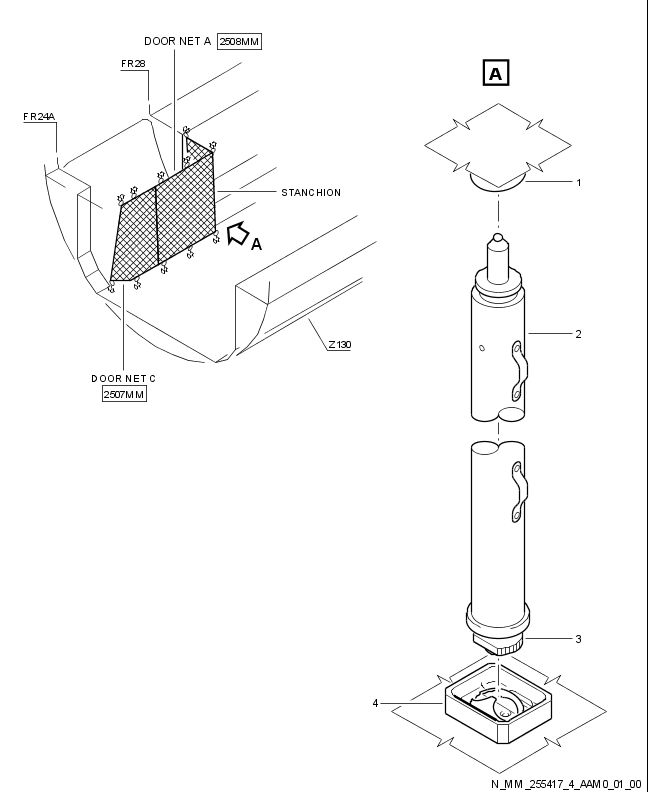 DOOR NET A 2508MM
FR28
A
FR24A
1
STANCHION
A
2
Z130
DOOR NET C
2507MM
3
4
N_MM_255417_4_AAM0_01_00